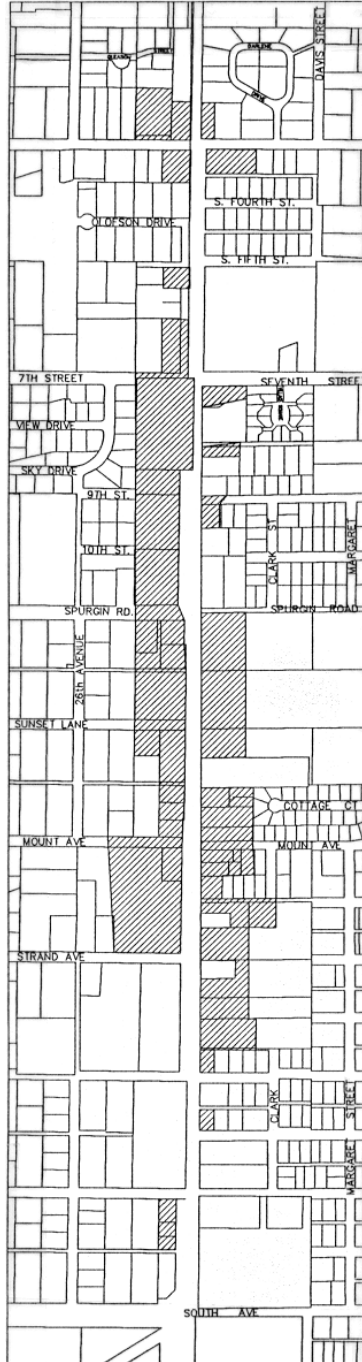 GLEASON STREET
DARLENE DRIVE
DAVIS STREET
S. FOURTH ST.
OLOFSON DRIVE
S. FIFTH ST.
7TH STREET
SEVENTH STREE
VIEW DRIVE
SKY DRIVE
9TH ST.
10TH ST.
CLARK ST
MARGARET
SPURGIN RD.
SPURGIN ROAD
26th AVENUE
SUNSET LANE
COTTAGE CT
MOUNT AVE
MOUNT AVE
STRAND AVE
CLARK
STREET
MARGARET
SOUTH AVE